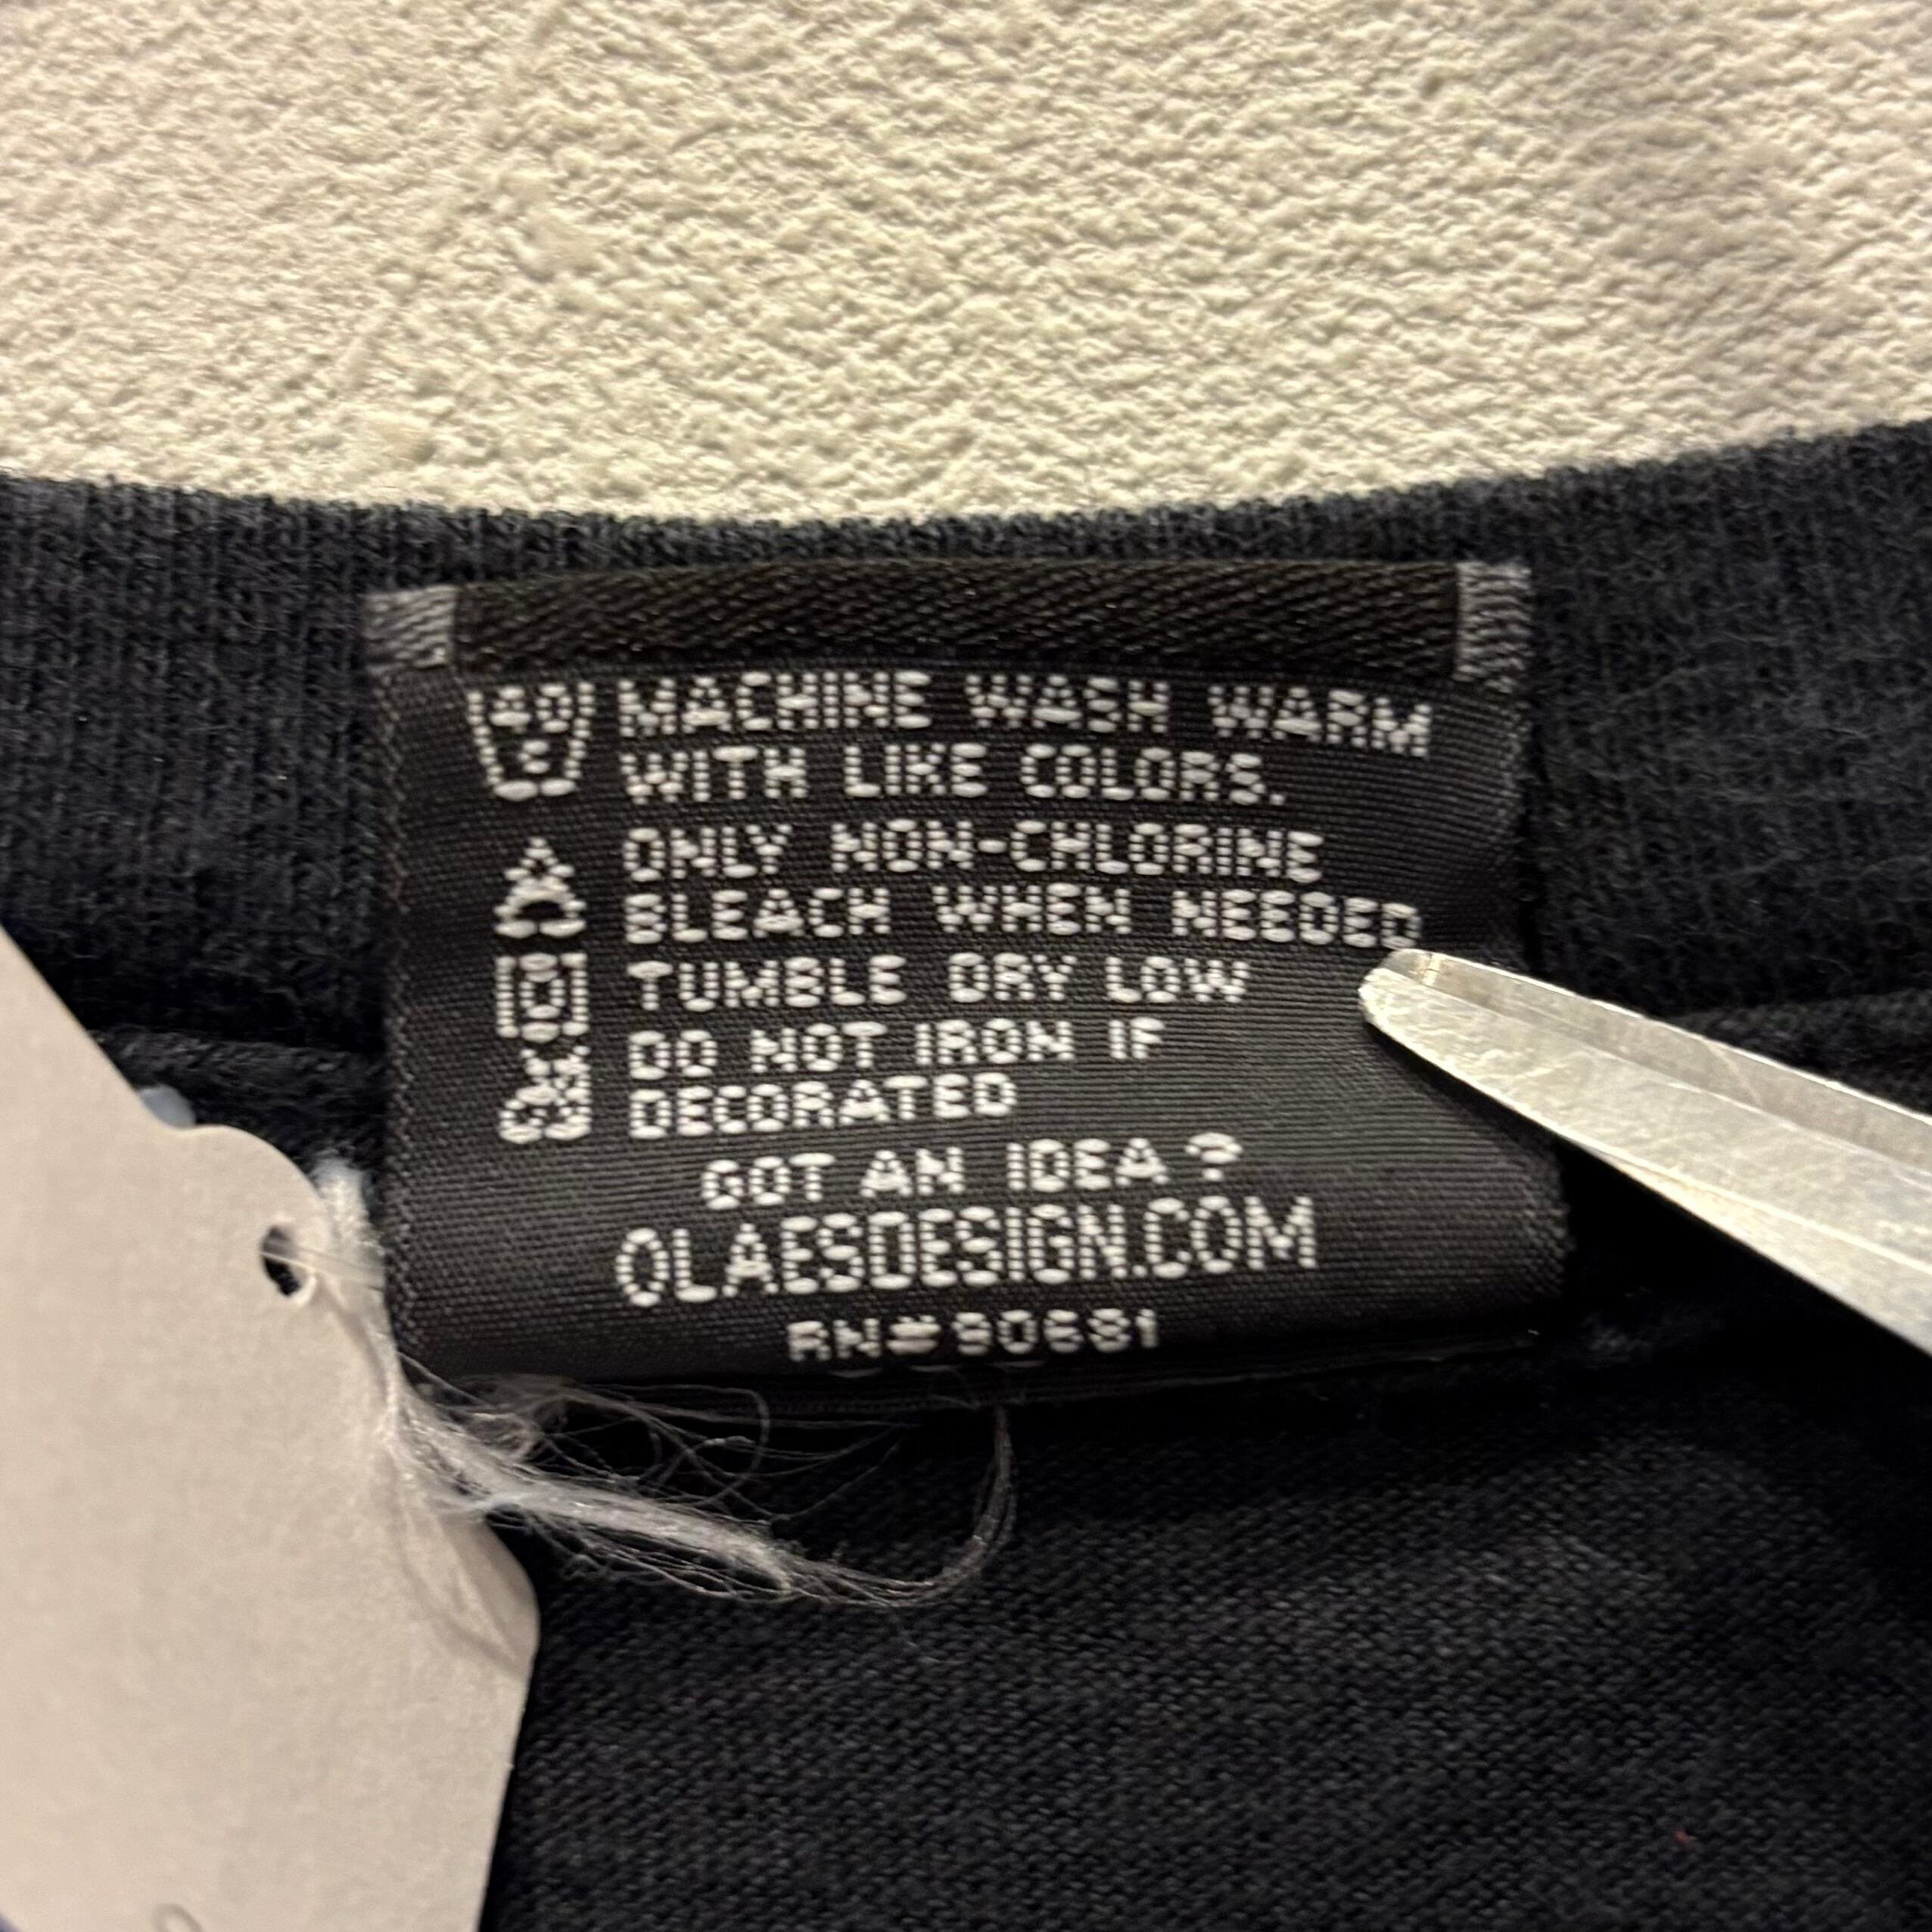 40
MACHINE WASH WARM
WITH LIKE COLORS.
ONLY NON-CHLORINE
BLEACH WHEN NEEDED
TUMBLE DRY LOW
DO NOT IRON IF
DECORATED
GOT AN IDEA ?
OLAESDESIGN.COM
RN#90681